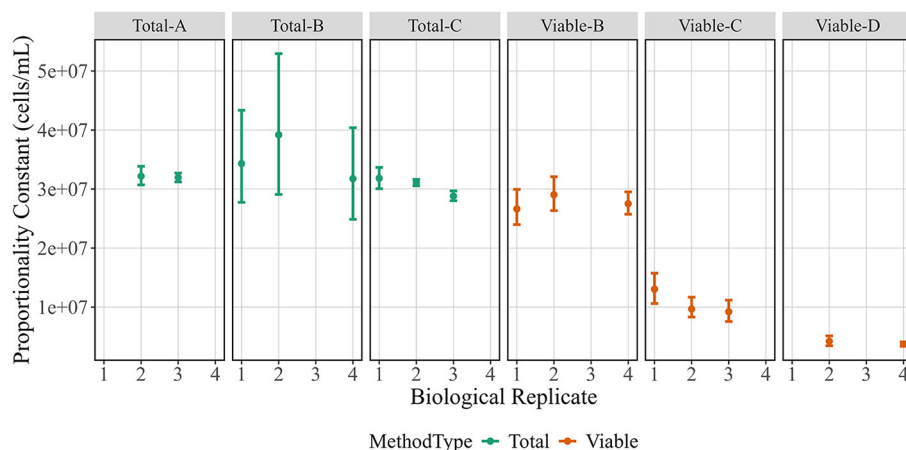 Total-A Total-B Total-C Viable-B Viable-C Viable-D
Proportionality Constant (cells/mL)
5e+07
4e+07
3e+07
2e+07
1e+07
1 2 3 4 1 2 3 4 1 2 3 4 1 2 3 4 1 2 3 4 1 2 3 4
Biological Replicate
MethodType Total Viable